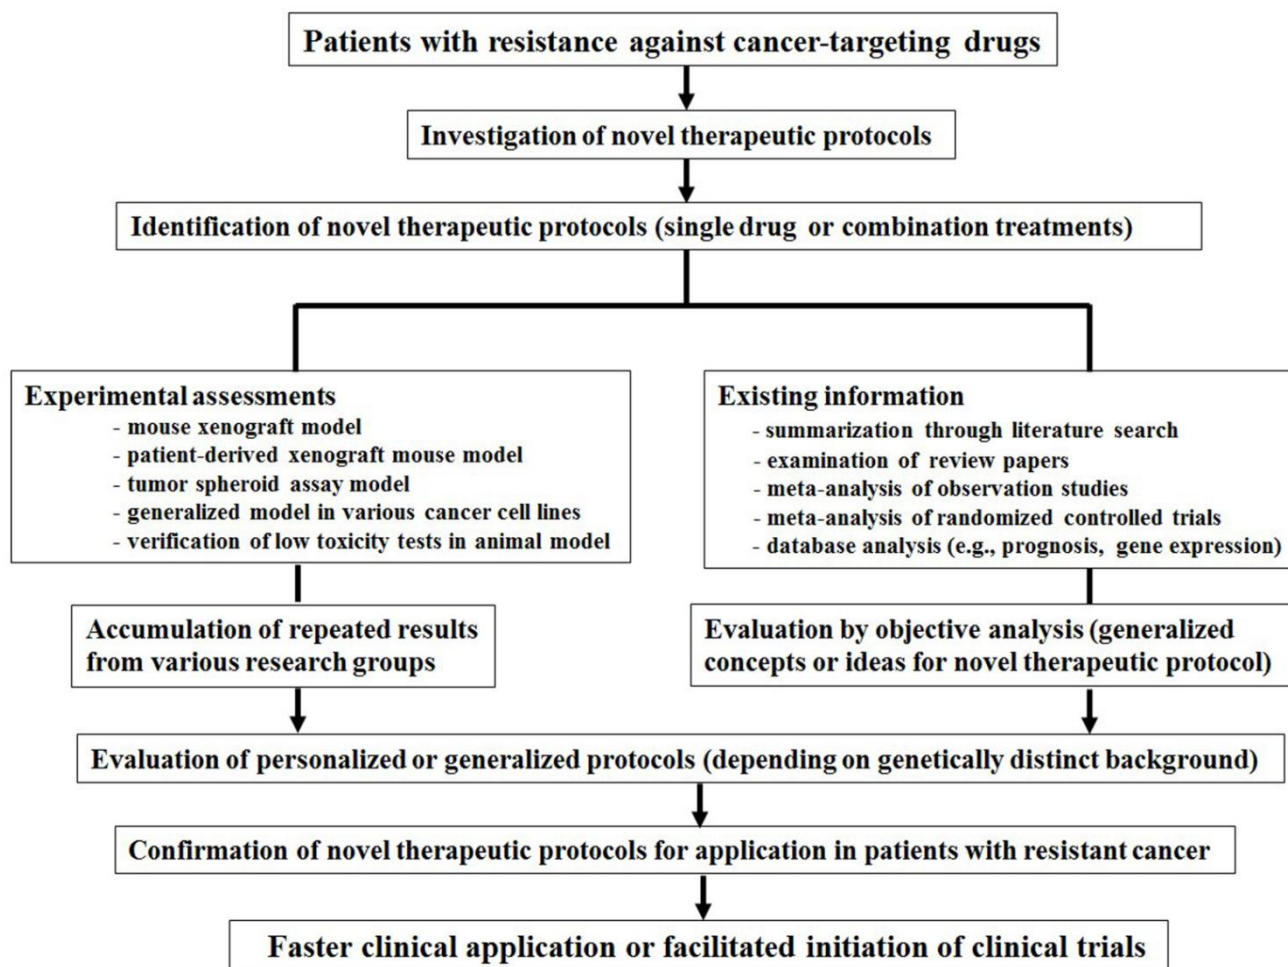 Patients with resistance against cancer-targeting drugs
Investigation of novel therapeutic protocols
Identification of novel therapeutic protocols (single drug or combination treatments)
Experimental assessments
- mouse xenograft model
- patient-derived xenograft mouse model
- tumor spheroid assay model
- generalized model in various cancer cell lines
- verification of low toxicity tests in animal model
Existing information
- summarization through literature search
- examination of review papers
- meta-analysis of observation studies
- meta-analysis of randomized controlled trials
- database analysis (e.g., prognosis, gene expression)
Accumulation of repeated results
from various research groups
Evaluation by objective analysis (generalized
concepts or ideas for novel therapeutic protocol)
Evaluation of personalized or generalized protocols (depending on genetically distinct background)
Confirmation of novel therapeutic protocols for application in patients with resistant cancer
Faster clinical application or facilitated initiation of clinical trials